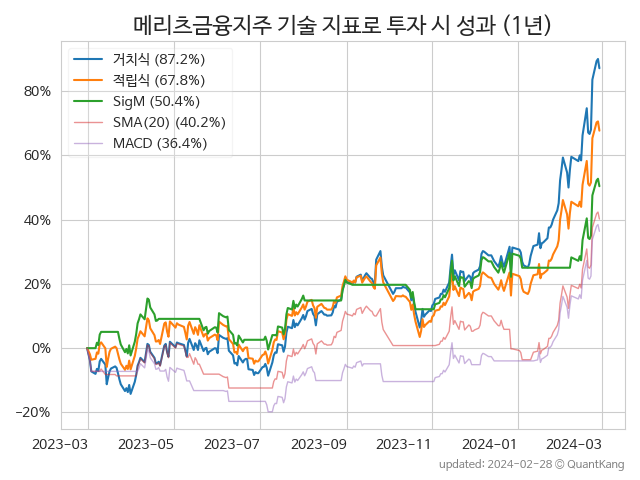 메리츠금융지주 기술 지표로 투자 시 성과 (1년)
거치식 (87.2%)
적립식 (67.8%)
SigM (50.4%)
SMA(20) (40.2%)
MACD (36.4%)
80%
60%
40%
20%
0%
−20%
2023-03 2023-05 2023-07 2023-09 2023-11 2024-01 2024-03
updated: 2024-02-28 © QuantKang